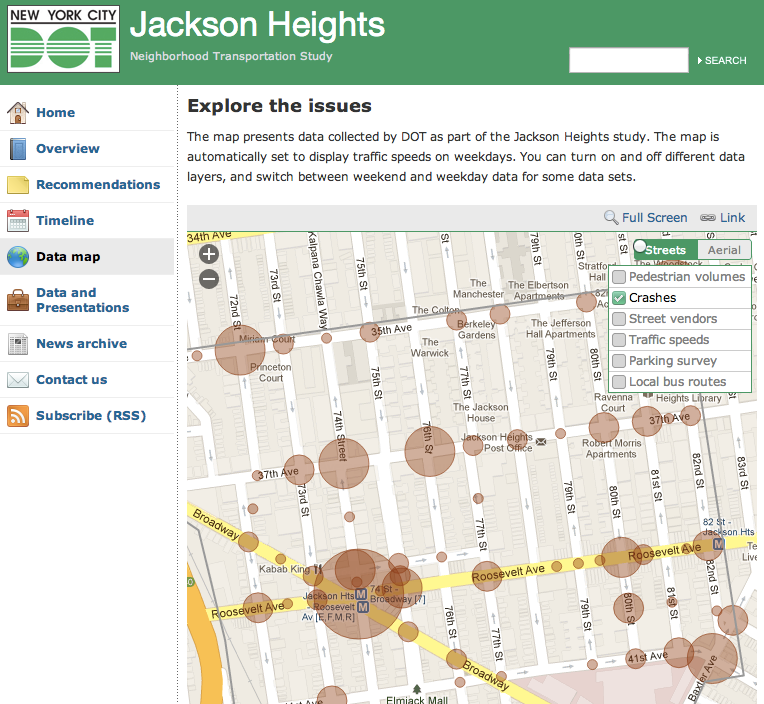 NEW YORK CITY
DOT
Jackson Heights
Neighborhood Transportation Study
SEARCH
Home
Overview
Recommendations
Timeline
Data map
Data and
Presentations
News archive
Contact us
Subscribe (RSS)
Explore the issues
The map presents data collected by DOT as part of the Jackson Heights study. The map is
automatically set to display traffic speeds on weekdays. You can turn on and off different data
layers, and switch between weekend and weekday data for some data sets.
Full Screen
Link
Streets
Aerial
Pedestrian volumes
Crashes
Street vendors
Traffic speeds
Parking survey
Local bus routes
34th Ave
72nd St
73rd St
Kalpana Chawla Way
75th St
St
79th St
Stratford
Hall
The Woodstock
The
Manchester
The Elbertson
Apartments
The Colton
Berkeley
Gardens
The Jefferson
Hall Apartments
35th Ave
Miriam Court
Princeton
Court
The
Warwick
75th St
77th St
79th St
80th St
Ravenna
Court
Heights Library
The Jackson
House
37th Ave
74th Street
76th St
Jackson Heights
Post Office
Robert Morris
Apartments
37th Ave
73rd St
77th St
79th St
80th St
81st St
82nd St
83rd St
Broadway
82 St -
Jackson Hts
M
Roosevelt Ave
Kabab King
Roosevelt Ave
74 St -
Broadway [7]
Jackson Hts
Roosevelt
Av [E,F,M,R]
M
M
Roosevelt Ave
76th St
77th St
80th St
81st St
82nd St
41st Ave
Baxter Ave
Broadway
Elmjack Mall